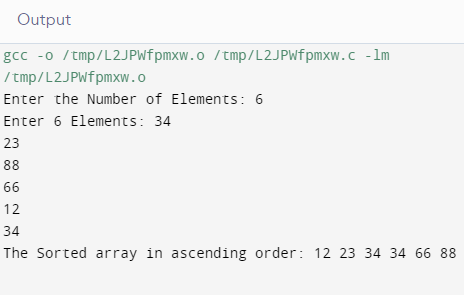 Output
gcc -o /tmp/L2JPWfpmxw.o /tmp/L2JPWfpmxw.c -lm
/tmp/L2JPWfpmxw.o
Enter the Number of Elements: 6
Enter 6 Elements: 34
23
88
66
12
34
The Sorted array in ascending order: 12 23 34 34 66 88